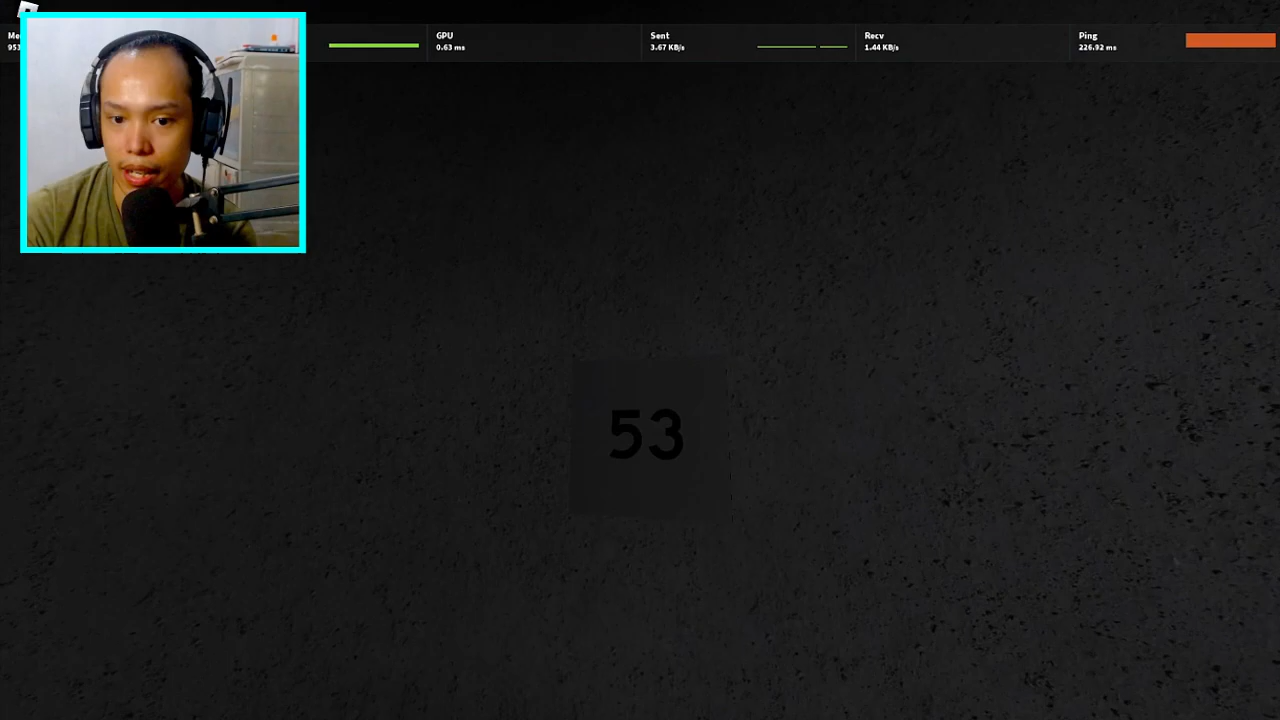 GPU
0.63 ms
Sent
3.67 KB/s
Recv
1.44 KB/s
Ping
226.92 ms
53